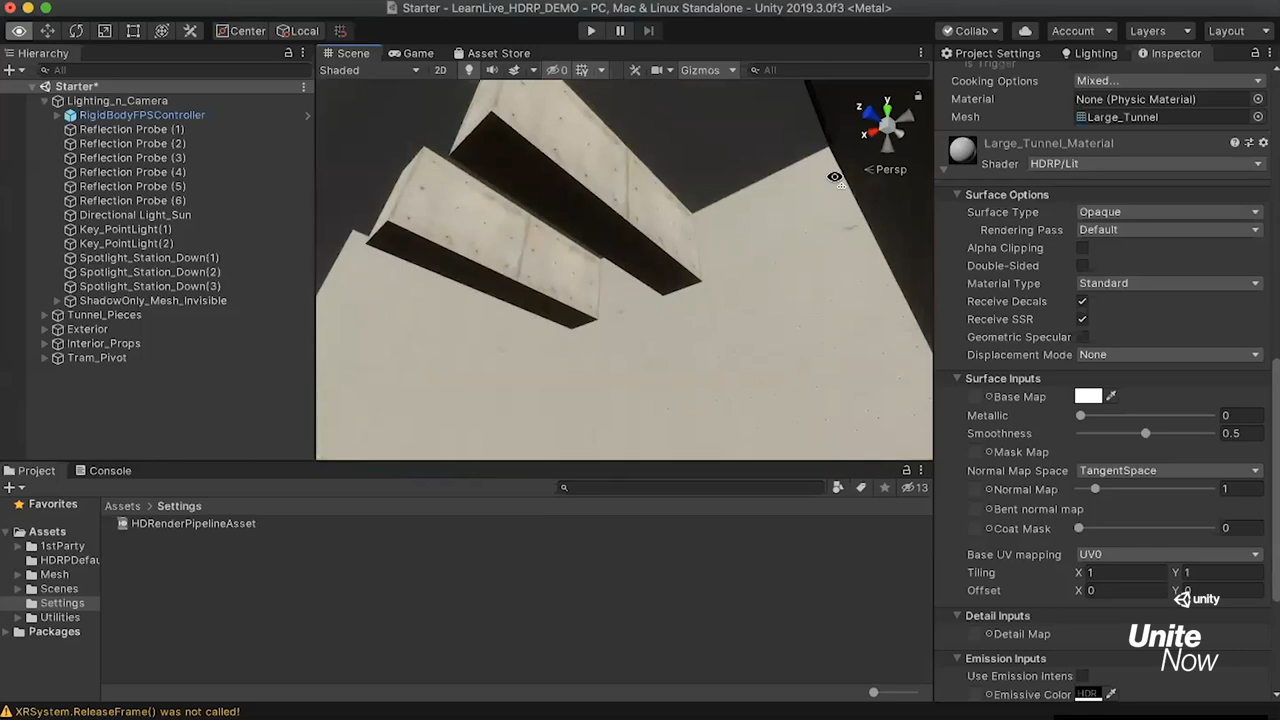 Starter - LearnLive_HDRP_DEMO - PC, Mac & Linux Standalone - Unity 2019.3.0f3 <Metal>
Center Local Collab Account Layers Layout
Hierarchy Scene Game Asset Store Project Settings Lighting Inspector
All Shaded 2D 0 Gizmos All
Is Trigger
Cooking Options Mixed...
Material None (Physic Material)
Mesh Large_Tunnel
Large_Tunnel_Material
Shader HDRP/Lit
Surface Options
Surface Type Opaque
Rendering Pass Default
Alpha Clipping
Double-Sided
Material Type Standard
Receive Decals
Receive SSR
Geometric Specular
Displacement Mode None
Surface Inputs
Base Map
Metallic 0
Smoothness 0.5
Mask Map
Normal Map Space TangentSpace
Normal Map 1
Bent normal map
Coat Mask 0
Base UV mapping UV0
Tiling X 1 Y 1
Offset X 0 Y 0
Detail Inputs
Detail Map
Emission Inputs
Use Emission Intens
Emissive Color HDR
Starter*
Lighting_n_Camera
RigidBodyFPSController
Reflection Probe (1)
Reflection Probe (2)
Reflection Probe (3)
Reflection Probe (4)
Reflection Probe (5)
Reflection Probe (6)
Directional Light_Sun
Key_PointLight(1)
Key_PointLight(2)
Spotlight_Station_Down(1)
Spotlight_Station_Down(2)
Spotlight_Station_Down(3)
ShadowOnly_Mesh_Invisible
Tunnel_Pieces
Exterior
Interior_Props
Tram_Pivot
y
z
x
Persp
Project Console
13
Favorites
Assets
1stParty
HDRPDefau
Mesh
Scenes
Settings
Utilities
Packages
Assets > Settings
HDRenderPipelineAsset
unity
Unite
Now
XRSystem.ReleaseFrame() was not called!